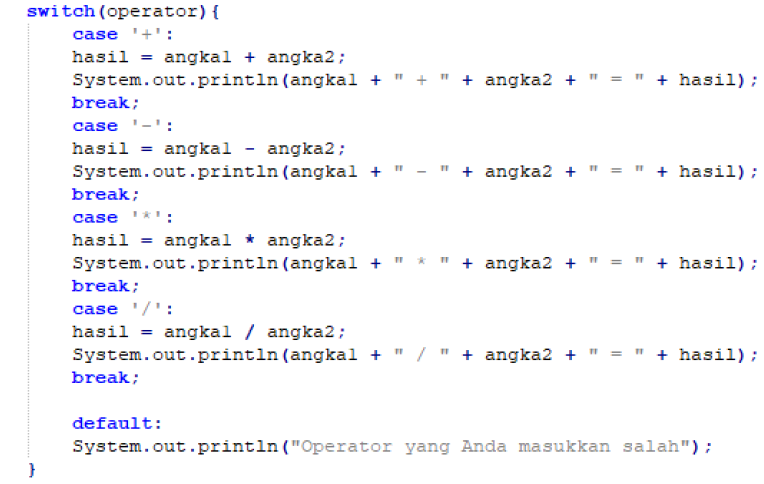 switch(operator){
case '+':
hasil = angka1 + angka2;
System.out.println(angka1 + " + " + angka2 + " = " + hasil);
break;
case '-':
hasil = angka1 - angka2;
System.out.println(angka1 + " - " + angka2 + " = " + hasil);
break;
case '*':
hasil = angka1 * angka2;
System.out.println(angka1 + " * " + angka2 + " = " + hasil);
break;
case '/':
hasil = angka1 / angka2;
System.out.println(angka1 + " / " + angka2 + " = " + hasil);
break;
default:
System.out.println("Operator yang Anda masukkan salah");
}